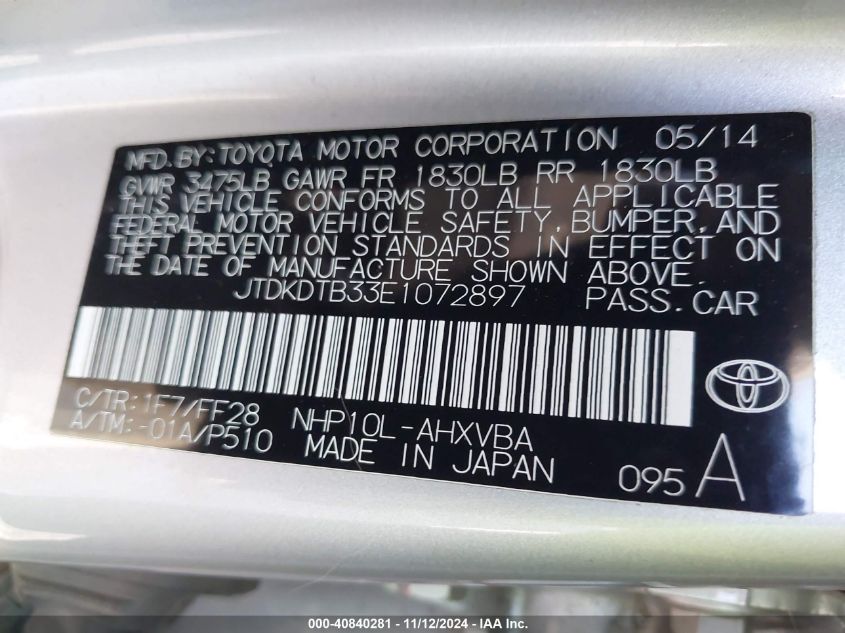 MFD.BY:TOYOTA MOTOR CORPORATION 05/14
GVWR 3475LB GAWR FR 1830LB RR 1830LB
THIS VEHICLE CONFORMS TO ALL APPLICABLE
FEDERAL MOTOR VEHICLE SAFETY, BUMPER, AND
THEFT PREVENTION STANDARDS IN EFFECT ON
THE DATE OF MANUFACTURE SHOWN ABOVE.
JTDKDTB33E1072897 PASS.CAR
C/TR:1F7/FF28 NHP10L-AHXVBA
A/TM:-01A/P510 MADE IN JAPAN
095 A
000-40840281 - 11/12/2024 - IAA Inc.